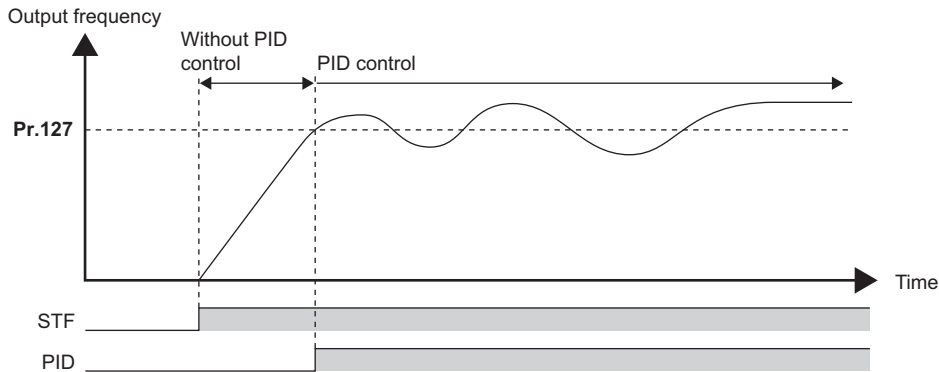 Output frequency
Without PID
control
PID control
Pr.127
Time
STF
PID